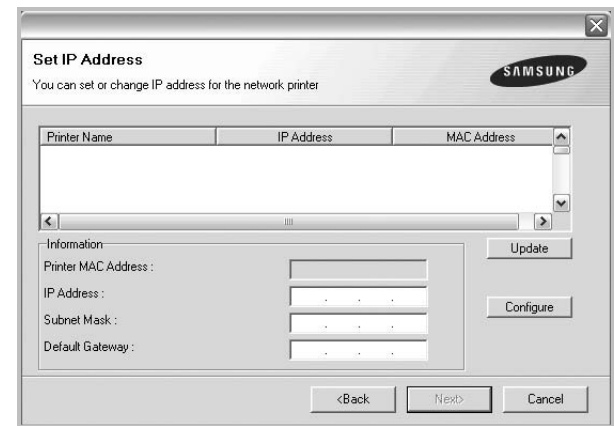 Set IP Address
You can set or change IP address for the network printer
SAMSUNG
Printer Name IP Address MAC Address
Information
Update
Printer MAC Address :
IP Address : . . .
Configure
Subnet Mask : . . .
Default Gateway : . . .
<Back Next> Cancel